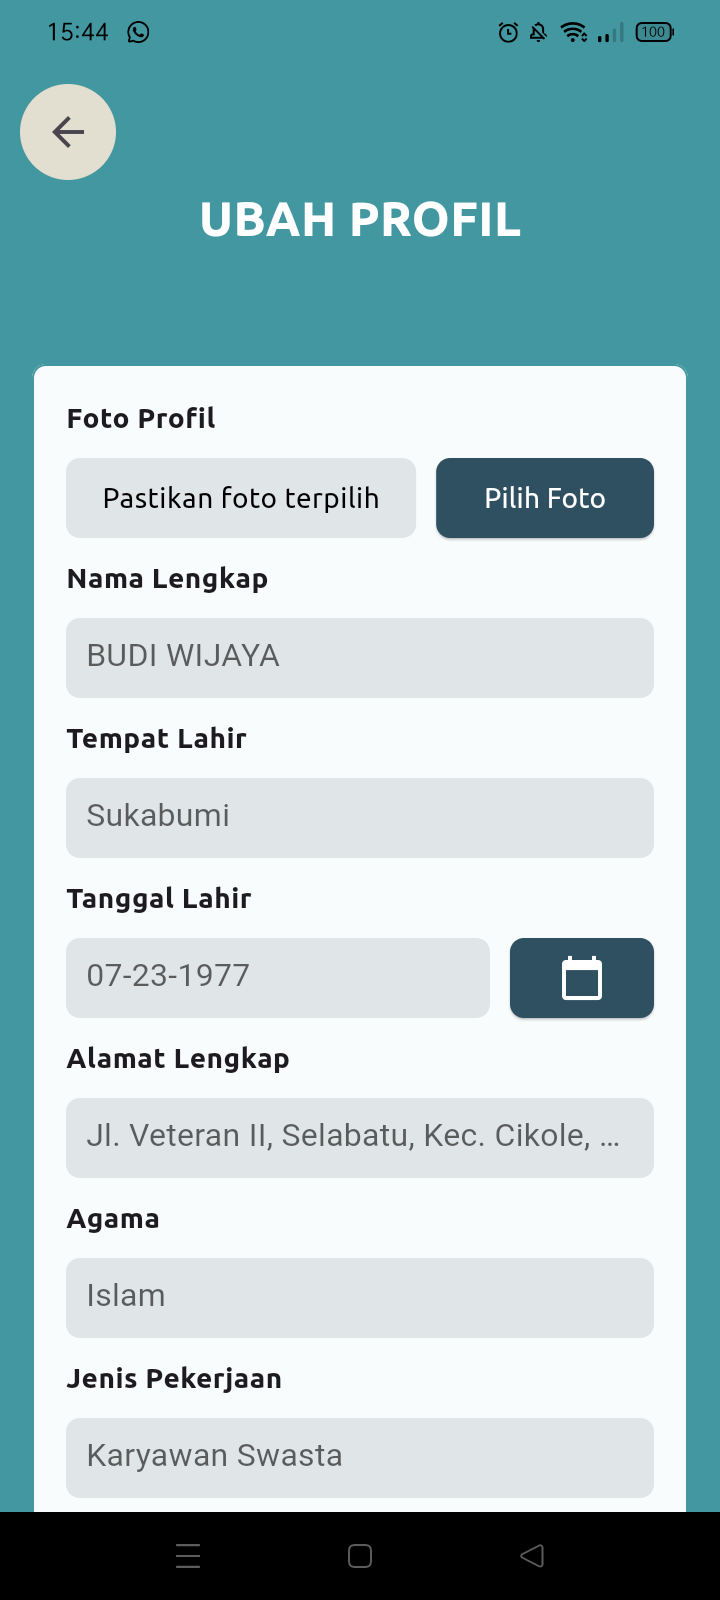 15:44
100
UBAH PROFIL
Foto Profil
Pastikan foto terpilih
Pilih Foto
Nama Lengkap
BUDI WIJAYA
Tempat Lahir
Sukabumi
Tanggal Lahir
07-23-1977
Alamat Lengkap
Jl. Veteran II, Selabatu, Kec. Cikole, ...
Agama
Islam
Jenis Pekerjaan
Karyawan Swasta